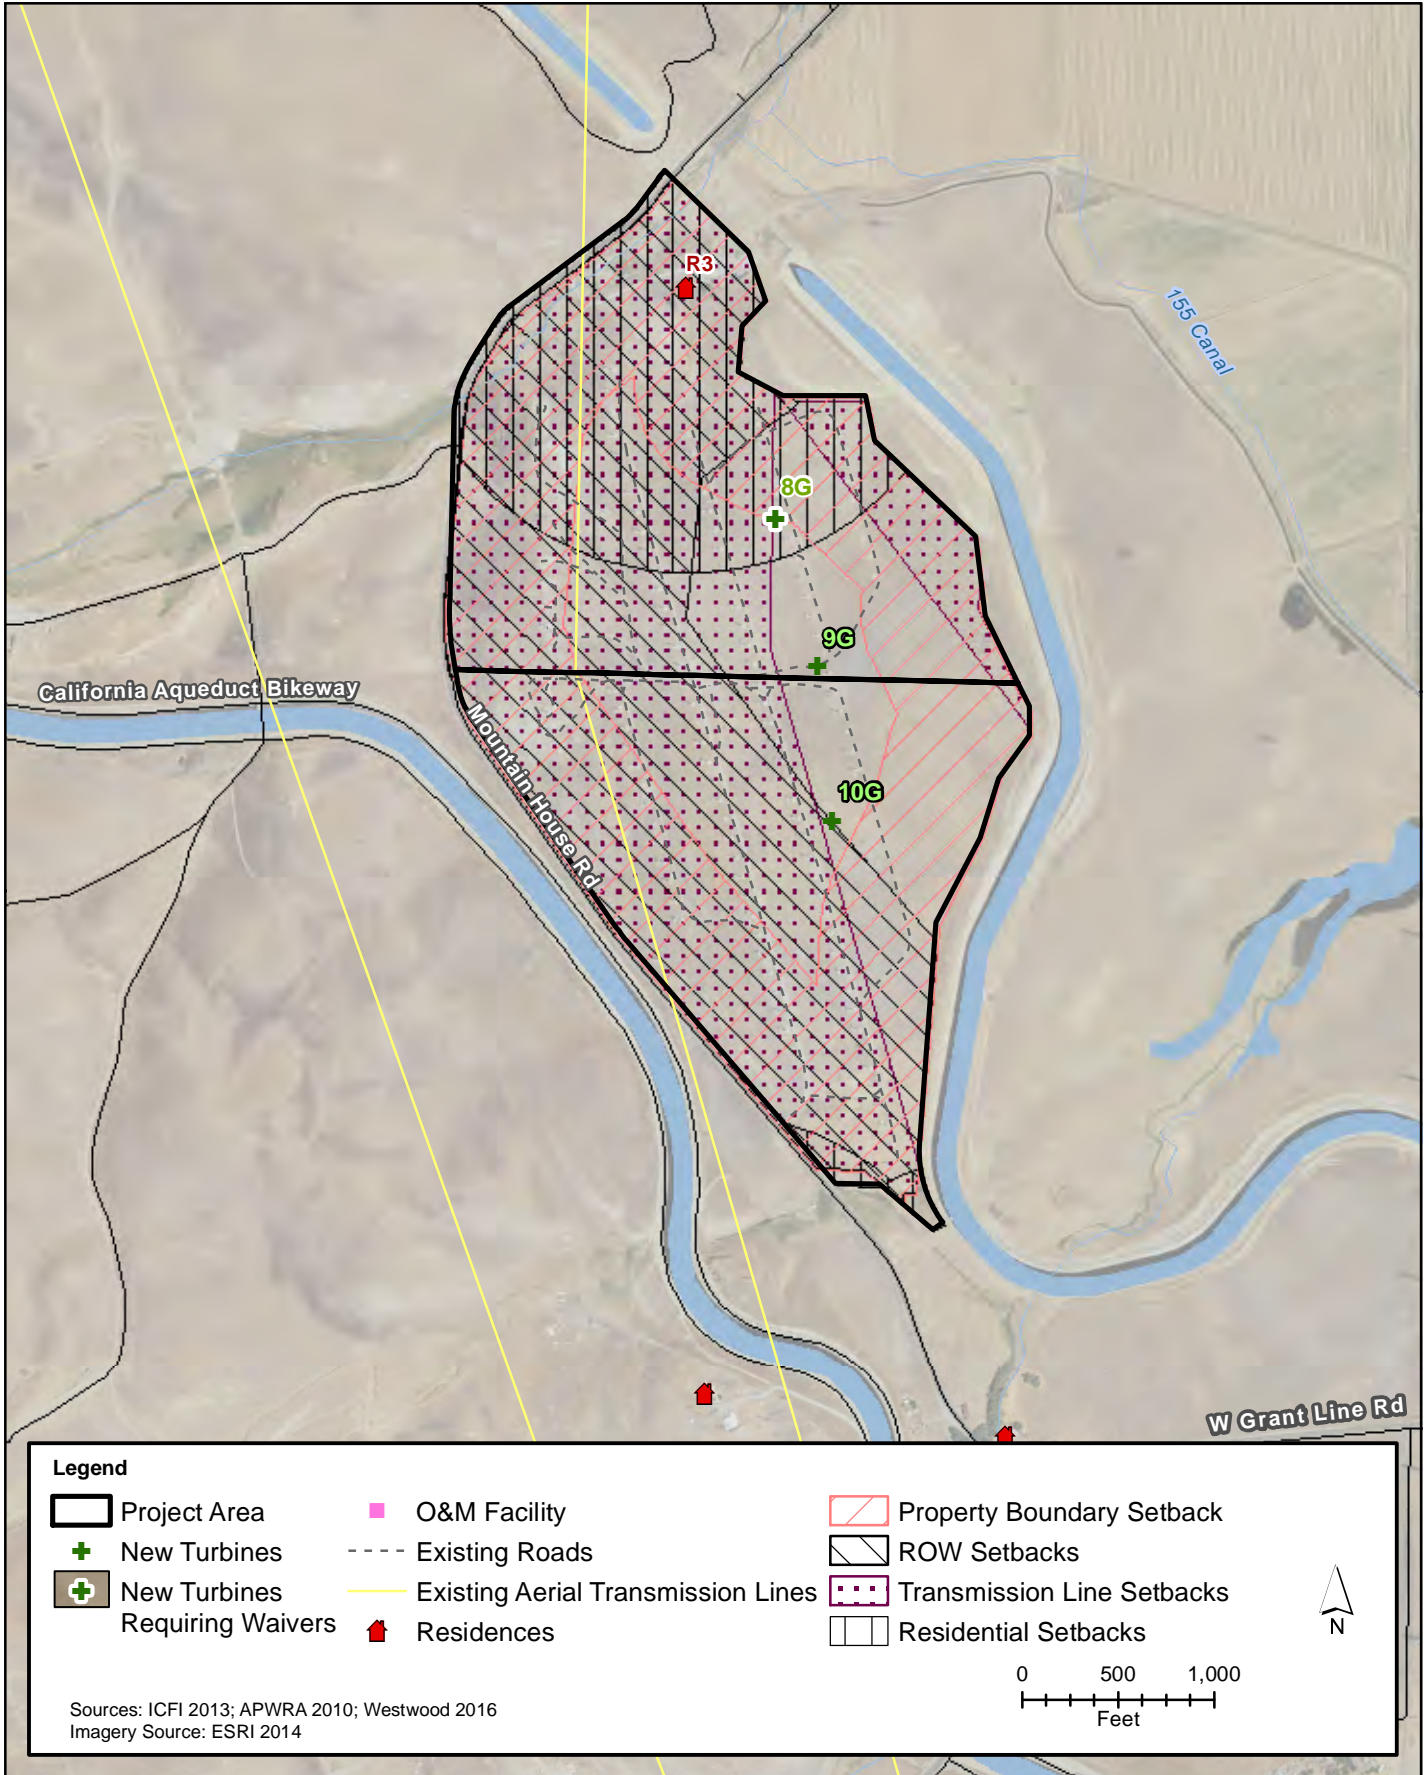 R3
155 Canal
8G
9G
California Aqueduct Bikeway
Mountain House Rd
10G
W Grant Line Rd
Legend
Project Area
New Turbines
New Turbines
Requiring Waivers
O&M Facility
Existing Roads
Existing Aerial Transmission Lines
Residences
Property Boundary Setback
ROW Setbacks
Transmission Line Setbacks
Residential Setbacks
N
0 500 1,000
Feet
Sources: ICFI 2013; APWRA 2010; Westwood 2016
Imagery Source: ESRI 2014